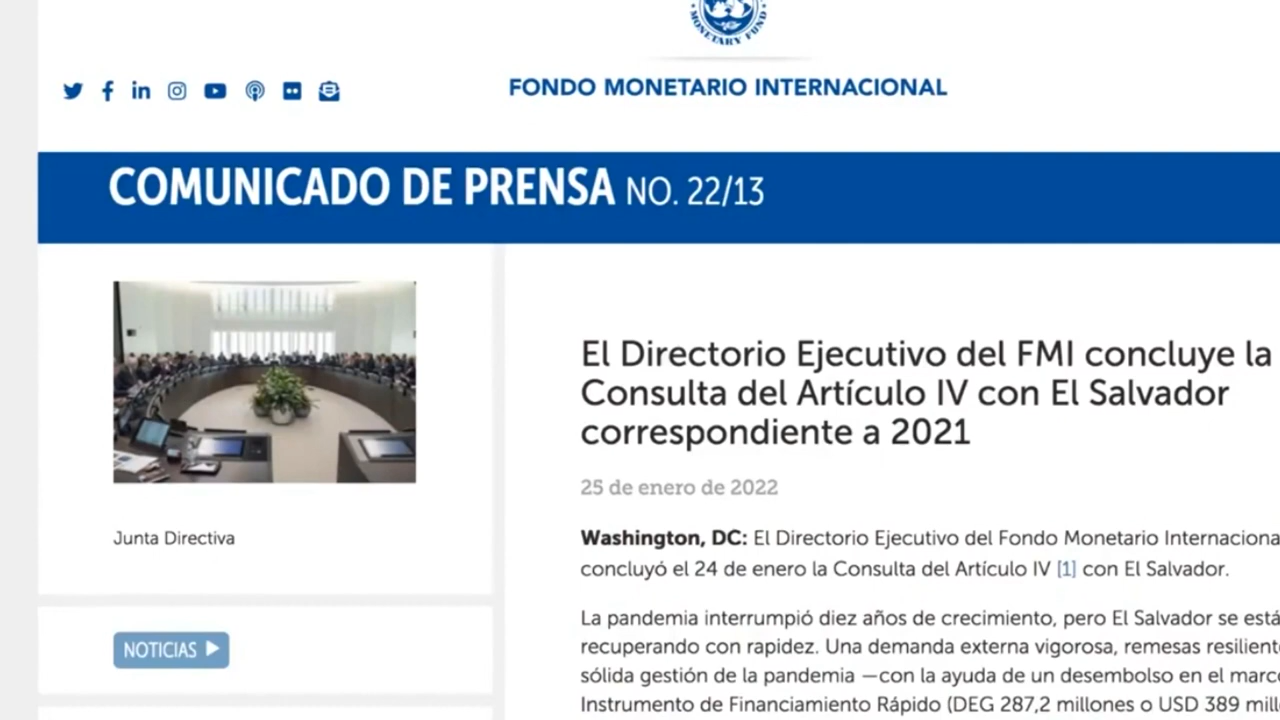 MONETARY FUND
FONDO MONETARIO INTERNACIONAL
COMUNICADO DE PRENSA NO. 22/13
El Directorio Ejecutivo del FMI concluye la
Consulta del Artículo IV con El Salvador
correspondiente a 2021
25 de enero de 2022
Junta Directiva
Washington, DC: El Directorio Ejecutivo del Fondo Monetario Internaciona
concluyó el 24 de enero la Consulta del Artículo IV [1] con El Salvador.
La pandemia interrumpió diez años de crecimiento, pero El Salvador se está
recuperando con rapidez. Una demanda externa vigorosa, remesas resiliente
sólida gestión de la pandemia —con la ayuda de un desembolso en el marco
Instrumento de Financiamiento Rápido (DEG 287,2 millones o USD 389 mill
NOTICIAS